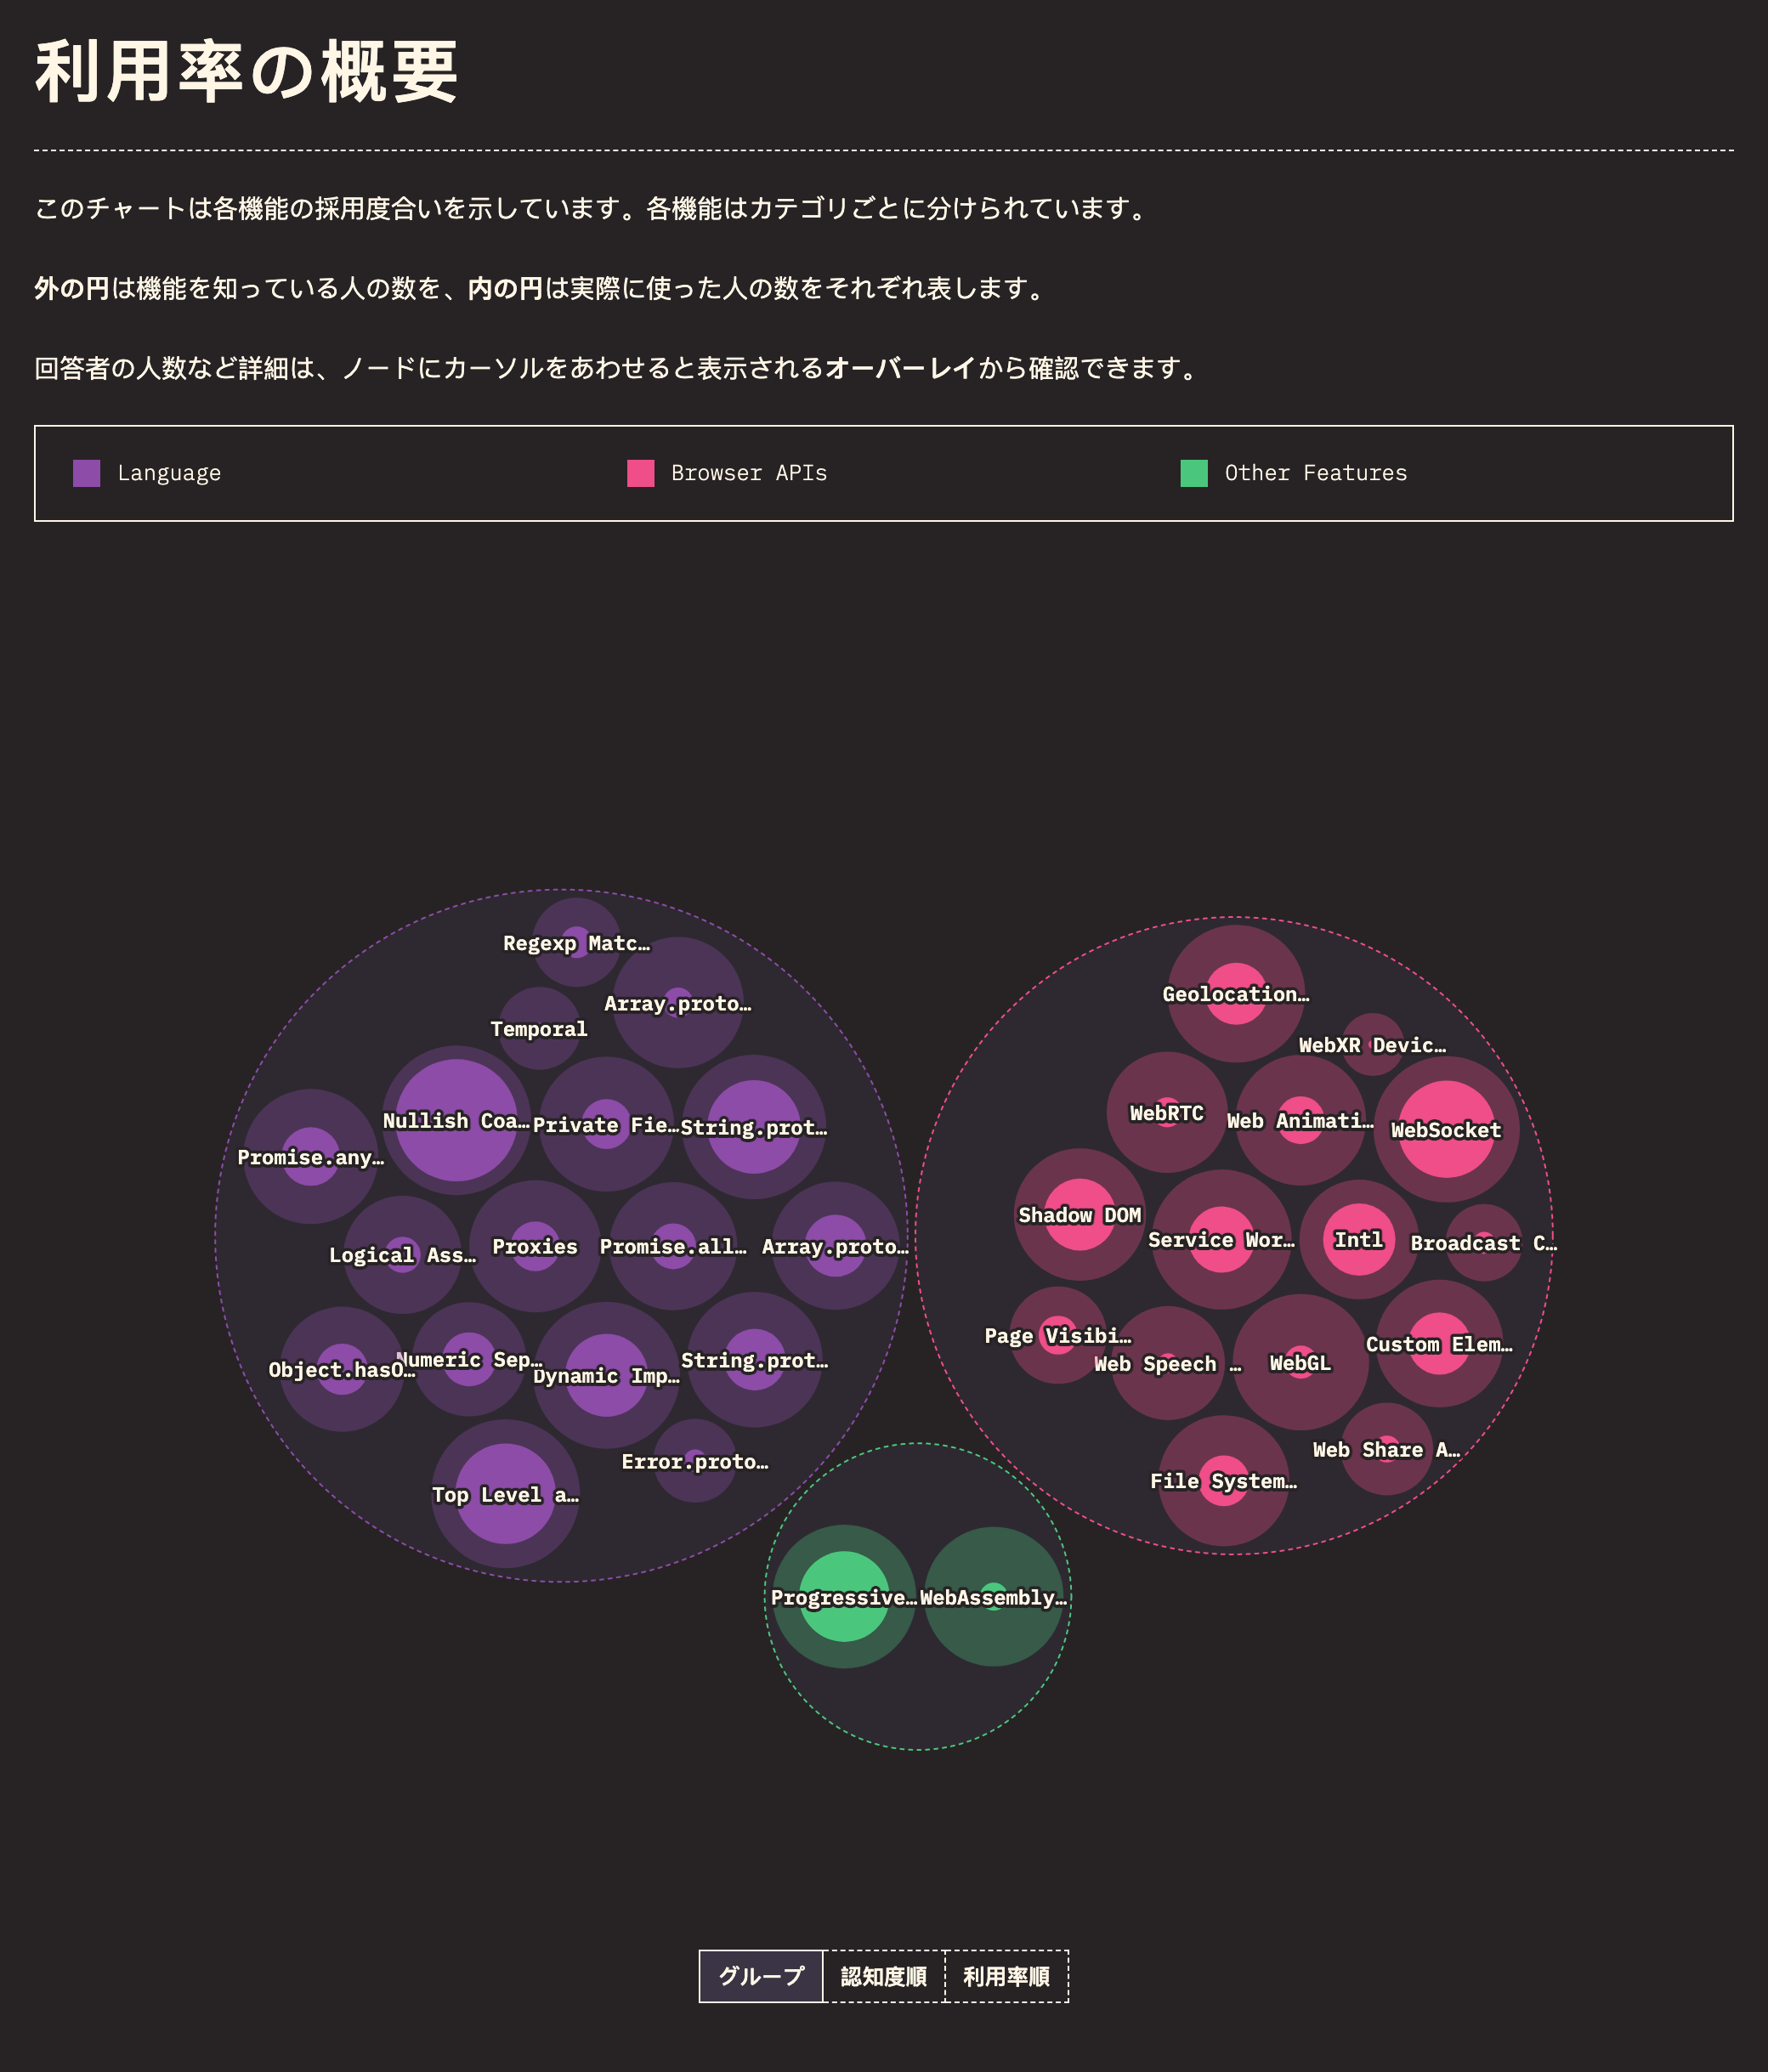 利用率の概要
このチャートは各機能の採用度合いを示しています。各機能はカテゴリごとに分けられています。
外の円は機能を知っている人の数を、内の円は実際に使った人の数をそれぞれ表します。
回答者の人数など詳細は、ノードにカーソルをあわせると表示されるオーバーレイから確認できます。
Language
Browser APIs
Other Features
Regexp Matc…
Array.proto…
Temporal
Nullish Coa…
Private Fie…
String.prot…
Promise.any…
Logical Ass…
Proxies
Promise.all…
Array.proto…
Object.hasO…
Numeric Sep…
Dynamic Imp…
String.prot…
Error.proto…
Top Level a…
Geolocation…
WebXR Devic…
WebRTC
Web Animati…
WebSocket
Shadow DOM
Service Wor…
Intl
Broadcast C…
Page Visibi…
Web Speech …
WebGL
Custom Elem…
Web Share A…
File System…
Progressive…
WebAssembly…
グループ
認知度順
利用率順